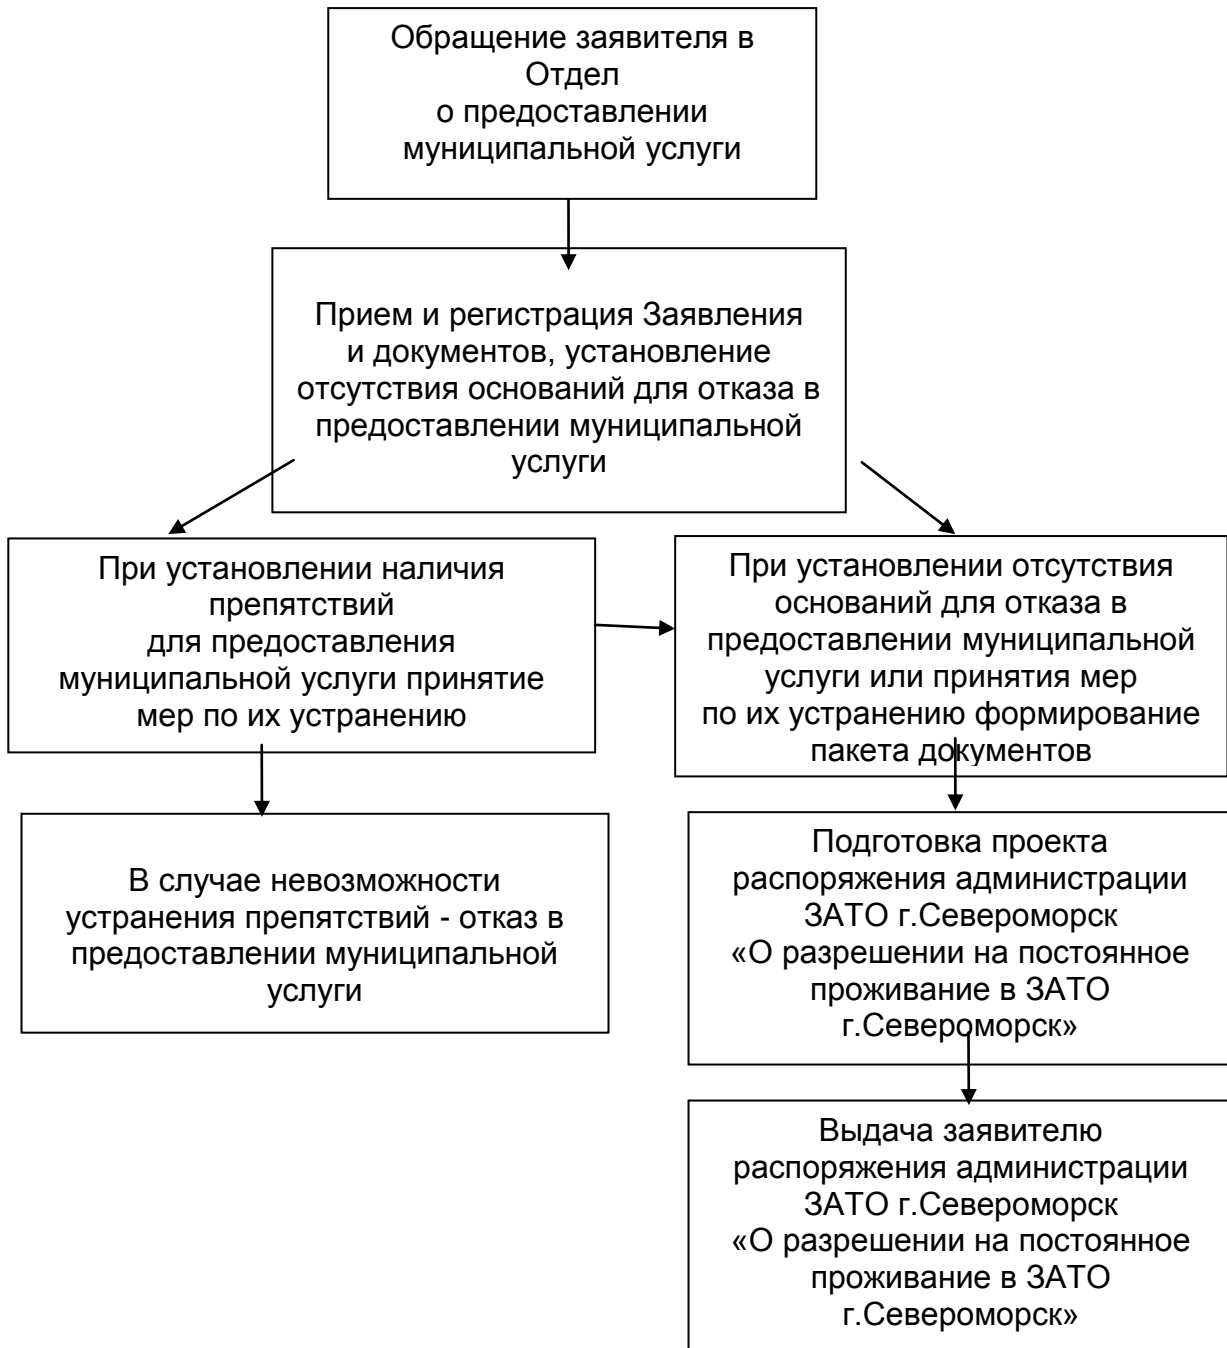 Обращение заявителя в
Отдел
о предоставлении
муниципальной услуги
Прием и регистрация Заявления
и документов, установление
отсутствия оснований для отказа в
предоставлении муниципальной
услуги
При установлении наличия
препятствий
для предоставления
муниципальной услуги принятие
мер по их устранению
При установлении отсутствия
оснований для отказа в
предоставлении муниципальной
услуги или принятия мер
по их устранению формирование
пакета документов
В случае невозможности
устранения препятствий - отказ в
предоставлении муниципальной
услуги
Подготовка проекта
распоряжения администрации
ЗАТО г.Североморск
«О разрешении на постоянное
проживание в ЗАТО
г.Североморск»
Выдача заявителю
распоряжения администрации
ЗАТО г.Североморск
«О разрешении на постоянное
проживание в ЗАТО
г.Североморск»